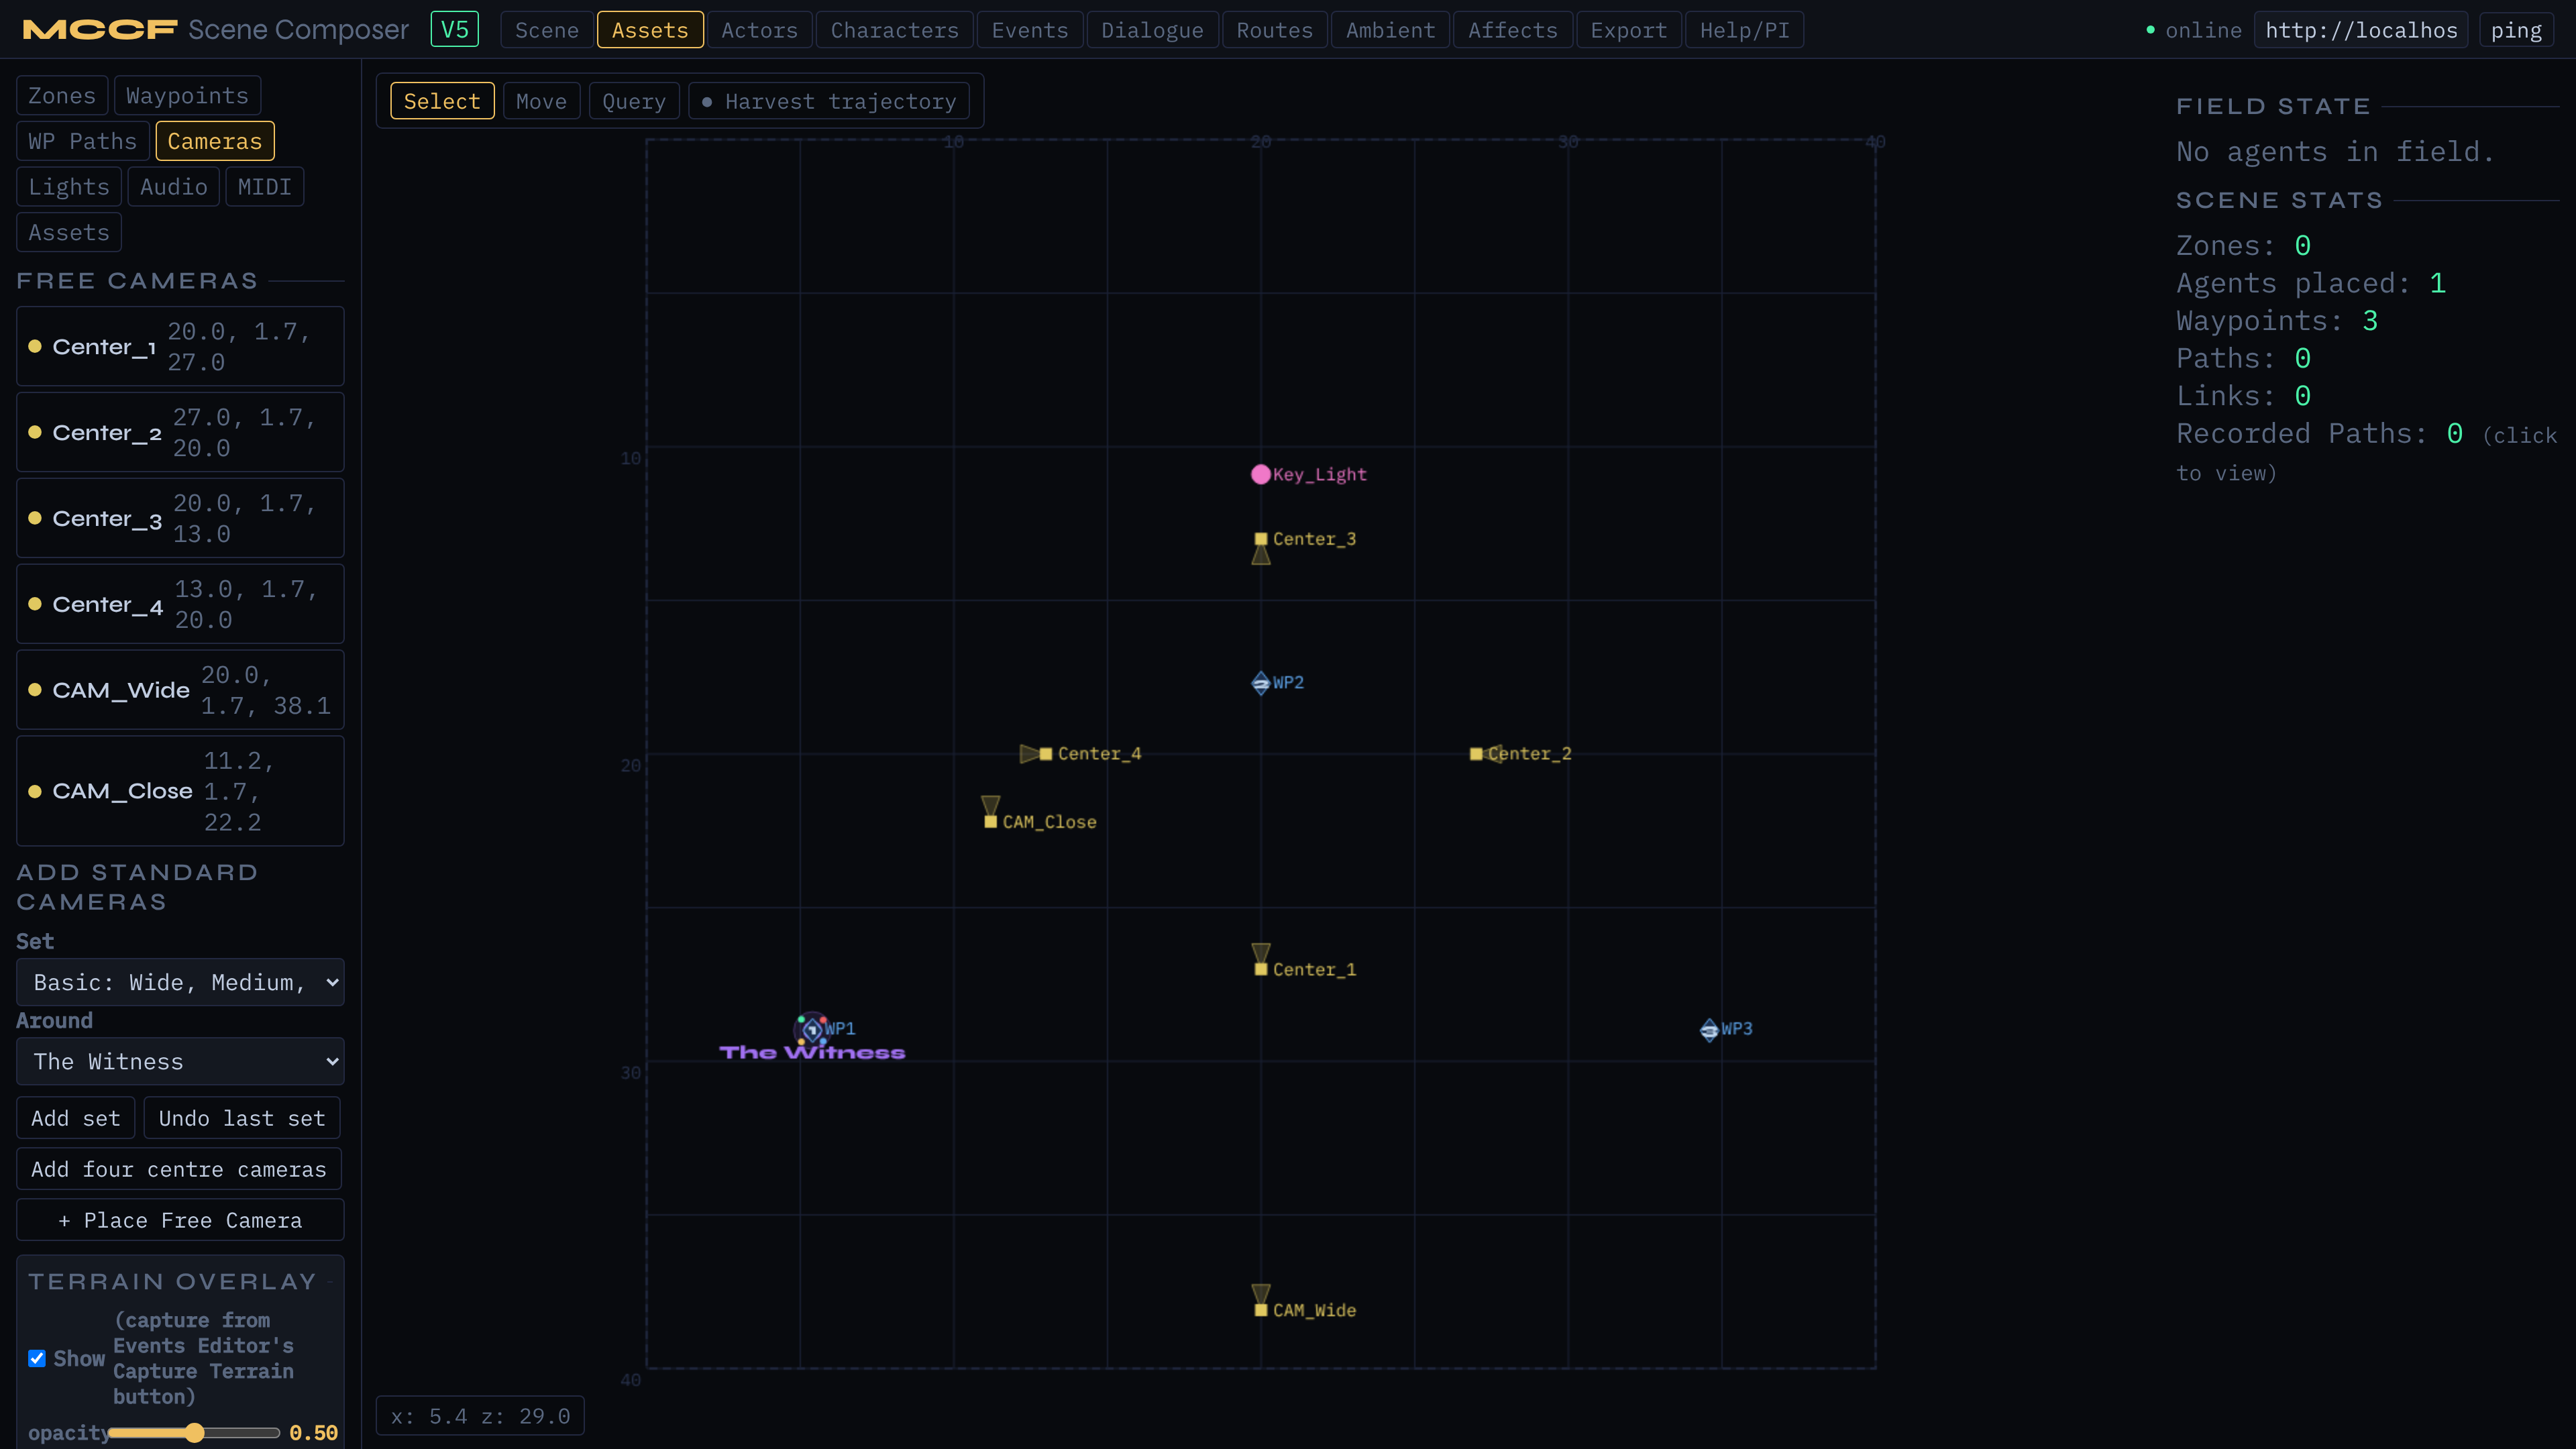 MCCF Scene Composer V5 Scene Assets Actors Characters Events Dialogue Routes Ambient Affects Export Help/PI online http://localhos ping
Zones Waypoints
WP Paths Cameras
Lights Audio MIDI
Assets
FREE CAMERAS
Center_1 20.0, 1.7,
27.0
Center_2 27.0, 1.7,
20.0
Center_3 20.0, 1.7,
13.0
Center_4 13.0, 1.7,
20.0
CAM_Wide 20.0,
1.7, 38.1
CAM_Close 11.2,
1.7,
22.2
ADD STANDARD
CAMERAS
Set
Basic: Wide, Medium,
Around
The Witness
Add set Undo last set
Add four centre cameras
+ Place Free Camera
TERRAIN OVERLAY
Show (capture from
Events Editor's
Capture Terrain
button)
opacity 0.50
Select Move Query Harvest trajectory
10 20 30 40
10
Key_Light
Center_3
WP2
20
Center_4
Center_2
CAM_Close
Center_1
1 WP1
The Witness
3 WP3
30
CAM_Wide
40
x: 5.4 z: 29.0
FIELD STATE
No agents in field.
SCENE STATS
Zones: 0
Agents placed: 1
Waypoints: 3
Paths: 0
Links: 0
Recorded Paths: 0 (click
to view)